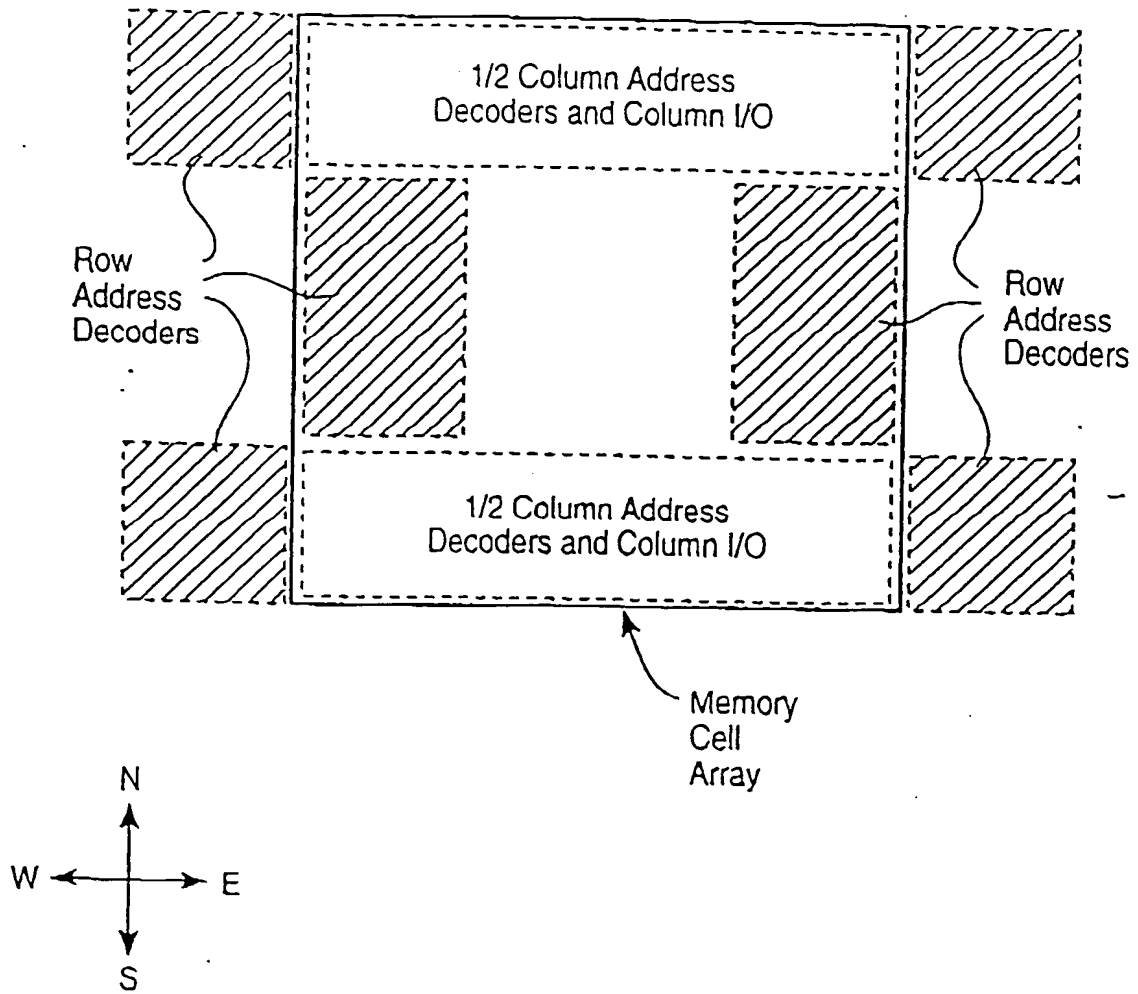 1/2 Column Address
Decoders and Column I/O
Row
Address
Decoders
Row
Address
Decoders
1/2 Column Address
Decoders and Column I/O
Memory
Cell
Array
N
W
E
S